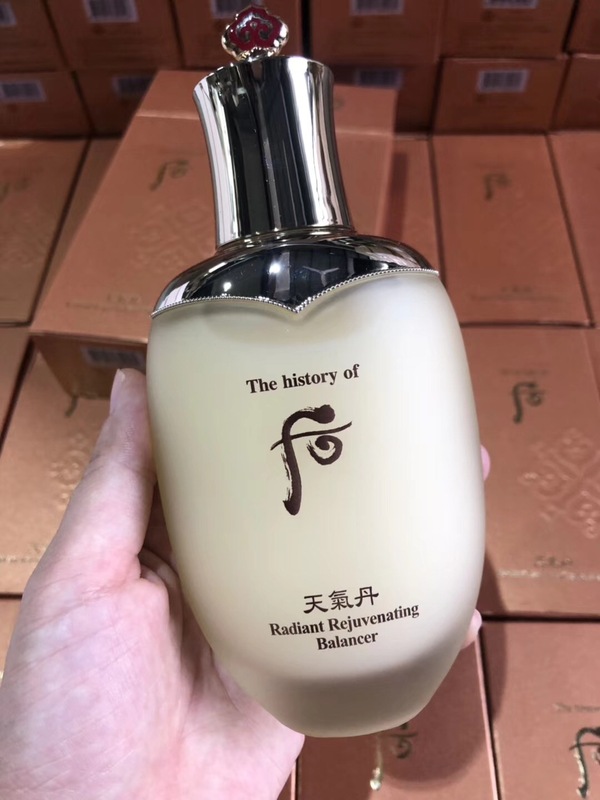 The history of
后
天氣丹
Radiant Rejuvenating
Balancer